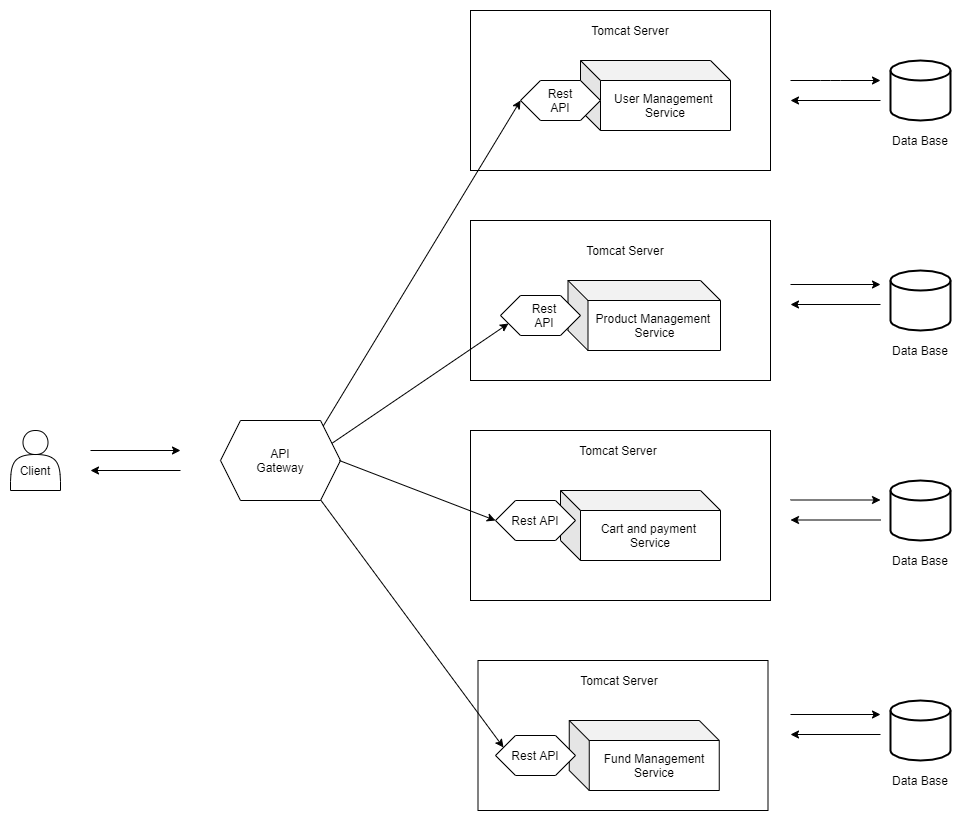 Tomcat Server
Rest
API
User Management
Service
Data Base
Tomcat Server
Rest
API
Product Management
Service
Data Base
Client
API
Gateway
Tomcat Server
Rest API
Cart and payment
Service
Data Base
Tomcat Server
Rest API
Fund Management
Service
Data Base